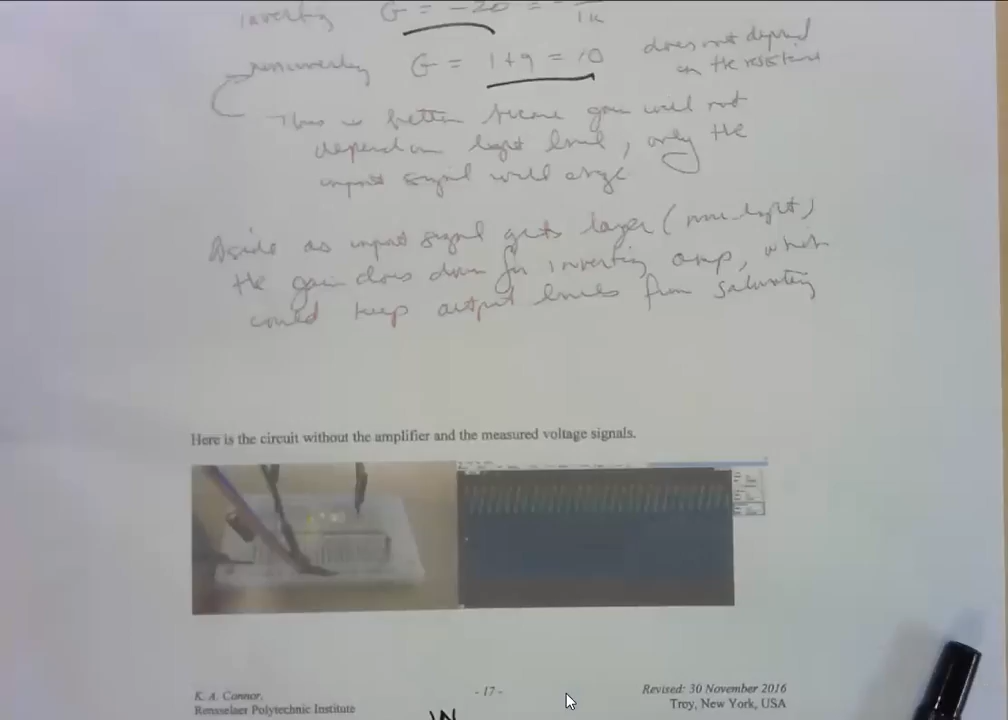 inverting G = -20 =
1k
noninverting G = 1+9 = 10 does not depend
on the resistance
This is better because gain will not
depend on light level, only the
input signal will
Aside as input signal gets larger (more light)
the gain does down for inverting amp, which
could keep output levels from saturating
Here is the circuit without the amplifier and the measured voltage signals.
K. A. Connor, - 17 - Revised: 30 November 2016
Rensselaer Polytechnic Institute Troy, New York, USA